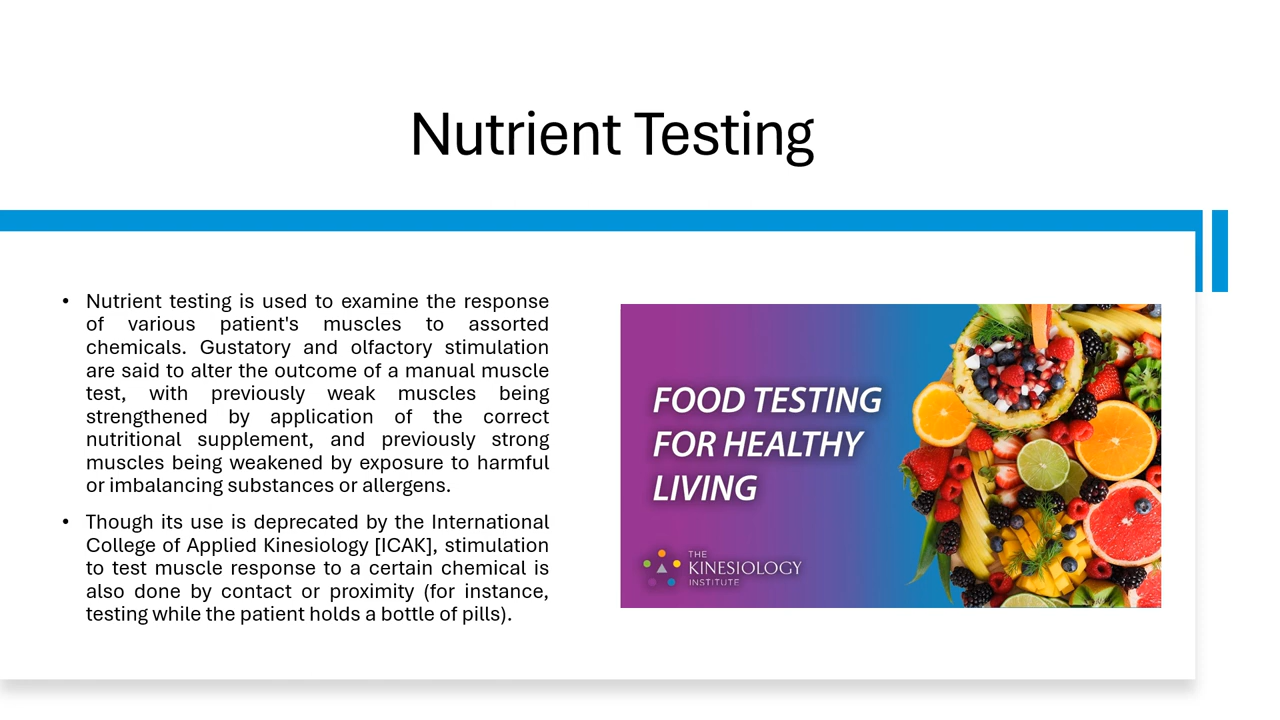 Nutrient Testing
• Nutrient testing is used to examine the response
of various patient's muscles to assorted
chemicals. Gustatory and olfactory stimulation
are said to alter the outcome of a manual muscle
test, with previously weak muscles being
strengthened by application of the correct
nutritional supplement, and previously strong
muscles being weakened by exposure to harmful
or imbalancing substances or allergens.
• Though its use is deprecated by the International
College of Applied Kinesiology [ICAK], stimulation
to test muscle response to a certain chemical is
also done by contact or proximity (for instance,
testing while the patient holds a bottle of pills).
FOOD TESTING
FOR HEALTHY
LIVING
THE
KINESIOLOGY
INSTITUTE